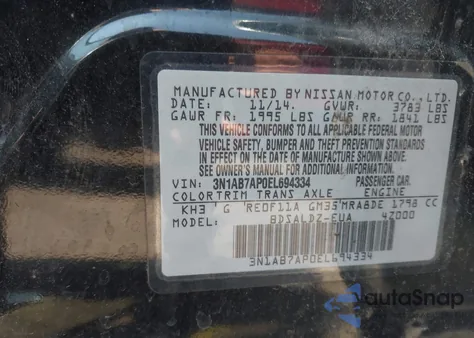 MANUFACTURED BY NISSAN MOTOR CO., LTD.
DATE: 11/14. GVWR: 3783 LBS
GAWR FR: 1995 LBS GAWR RR: 1841 LBS
THIS VEHICLE CONFORMS TO ALL APPLICABLE FEDERAL MOTOR
VEHICLE SAFETY, BUMPER, AND THEFT PREVENTION STANDARDS
IN EFFECT ON THE DATE OF MANUFACTURE SHOWN ABOVE.
SEE OWNER'S MANUAL FOR ADDITIONAL INFORMATION.
VIN: 3N1AB7AP0EL694334 PASSENGER CAR.
COLOR TRIM TRANS AXLE ENGINE
KH3 G RE0F11A GM35 MRA8DE 1798 CC
MODEL: BDSALDZ-EUA 4Z000
3N1AB7AP0EL694334
AutaSnap